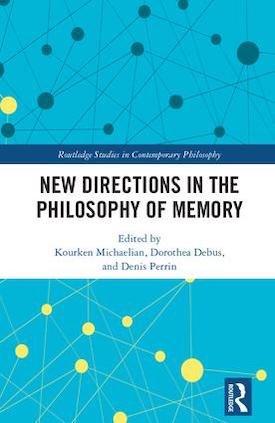 Routledge Studies in Contemporary Philosophy
NEW DIRECTIONS IN THE
PHILOSOPHY OF MEMORY
Edited by
Kourken Michaelian, Dorothea Debus,
and Denis Perrin
ROUTLEDGE